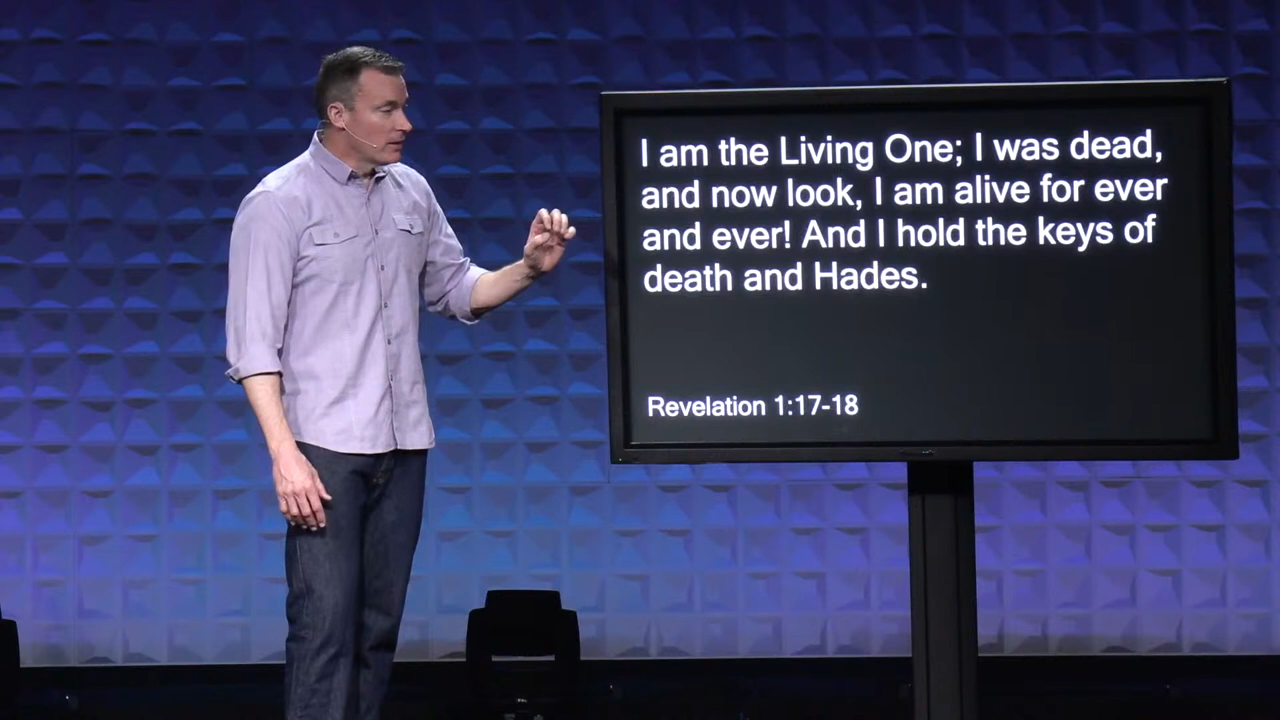 I am the Living One; I was dead,
and now look, I am alive for ever
and ever! And I hold the keys of
death and Hades.
Revelation 1:17-18